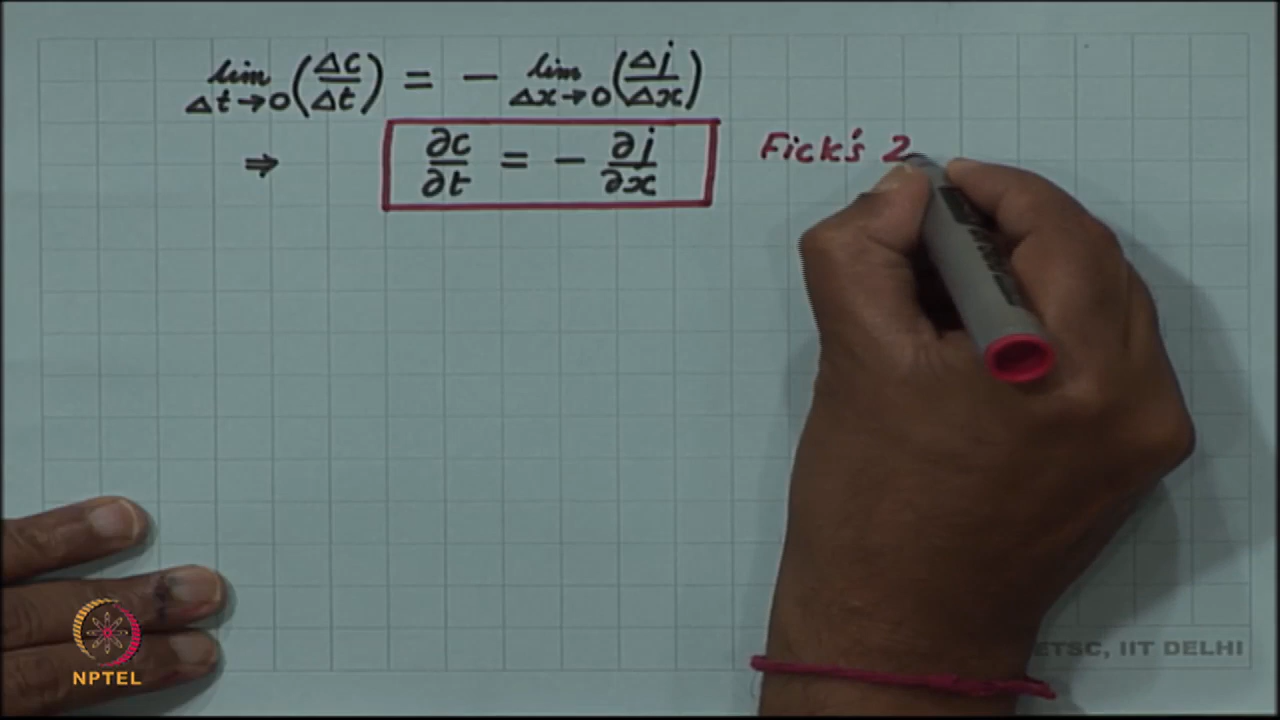 lim Δt→0 (Δc/Δt) = − lim Δx→0 (Δj/Δx)
⇒ ∂c/∂t = − ∂j/∂x Fick's 2
ETSC, IIT DELHI
NPTEL